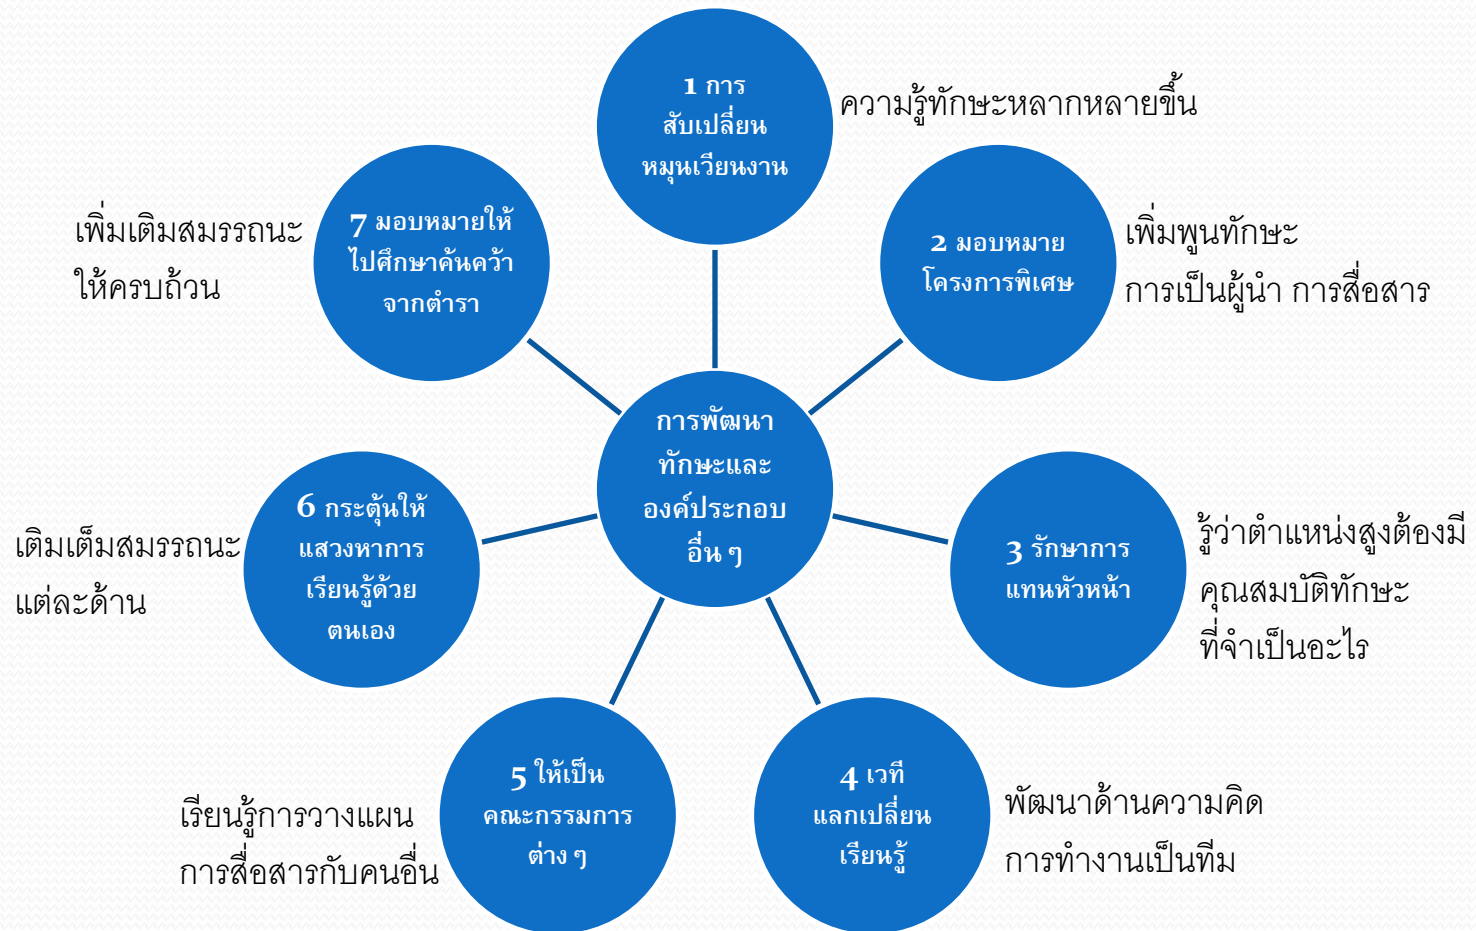 1 การ
สับเปลี่ยน
หมุนเวียนงาน
ความรู้ทักษะหลากหลายขึ้น
2 มอบหมาย
โครงการพิเศษ
เพิ่มพูนทักษะ
การเป็นผู้นำ การสื่อสาร
3 รักษาการ
แทนหัวหน้า
รู้ว่าตำแหน่งสูงต้องมี
คุณสมบัติทักษะ
ที่จำเป็นอะไร
4 เวที
แลกเปลี่ยน
เรียนรู้
พัฒนาด้านความคิด
การทำงานเป็นทีม
5 ให้เป็น
คณะกรรมการ
ต่าง ๆ
เรียนรู้การวางแผน
การสื่อสารกับคนอื่น
6 กระตุ้นให้
แสวงหาการ
เรียนรู้ด้วย
ตนเอง
เติมเต็มสมรรถนะ
แต่ละด้าน
7 มอบหมายให้
ไปศึกษาค้นคว้า
จากตำรา
เพิ่มเติมสมรรถนะ
ให้ครบถ้วน
การพัฒนา
ทักษะและ
องค์ประกอบ
อื่น ๆ